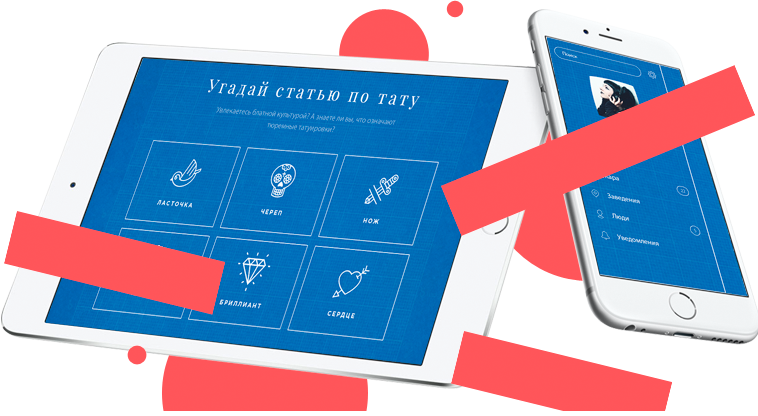 Угадай статью по тату
Увлекаетесь блатной культурой? А знаете ли вы, что означают
тюремные татуировки?
ЛАСТОЧКА
ЧЕРЕП
НОЖ
БРИЛЛИАНТ
СЕРДЦЕ
Поиск
Заведения
Люди
Уведомления